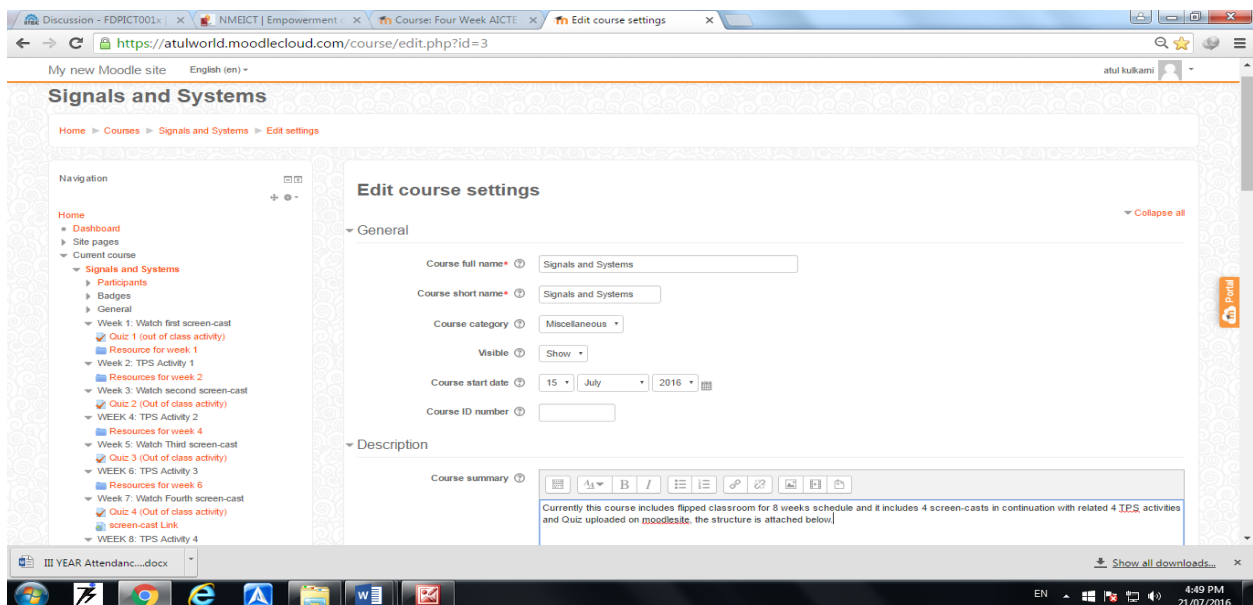 Discussion - FDPICT001x |
NMEICT | Empowerment
Course: Four Week AICTE
Edit course settings
https://atulworld.moodlecloud.com/course/edit.php?id=3
My new Moodle site English (en)
atul kulkarni
Signals and Systems
Home Courses Signals and Systems Edit settings
Navigation
Home
Dashboard
Site pages
Current course
Signals and Systems
Participants
Badges
General
Week 1: Watch first screen-cast
Quiz 1 (out of class activity)
Resource for week 1
Week 2: TPS Activity 1
Resources for week 2
Week 3: Watch second screen-cast
Quiz 2 (Out of class activity)
WEEK 4: TPS Activity 2
Resources for week 4
Week 5: Watch Third screen-cast
Quiz 3 (Out of class activity)
WEEK 6: TPS Activity 3
Resources for week 6
Week 7: Watch Fourth screen-cast
Quiz 4 (Out of class activity)
screen-cast Link
WEEK 8: TPS Activity 4
Edit course settings
Collapse all
General
Course full name* Signals and Systems
Course short name* Signals and Systems
Course category Miscellaneous
Visible Show
Course start date 15 July 2016
Course ID number
Description
Course summary
B I
Currently this course includes flipped classroom for 8 weeks schedule and it includes 4 screen-casts in continuation with related 4 TPS activities
and Quiz uploaded on moodlesite, the structure is attached below.
Portal
III YEAR Attendanc....docx
Show all downloads...
EN
4:49 PM
21/07/2016